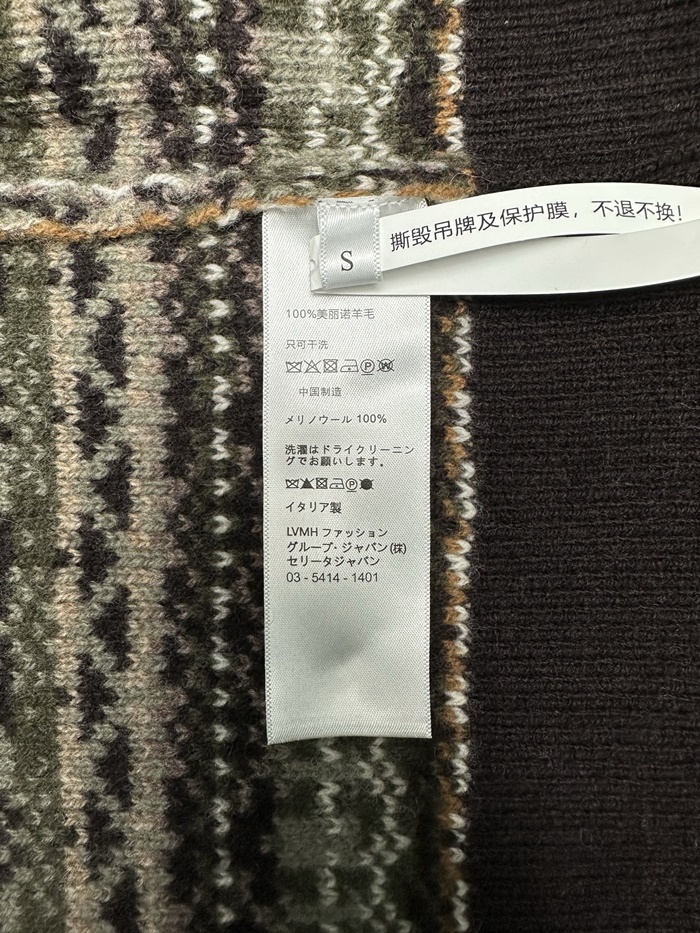 S
撕毁吊牌及保护膜，不退不换！
100%美丽诺羊毛
只可干洗
中国制造
メリノウール 100%
洗濯はドライクリーニン
グでお願いします。
イタリア製
LVMH ファッション
グループ・ジャパン(株)
セリータジャパン
03 - 5414 - 1401